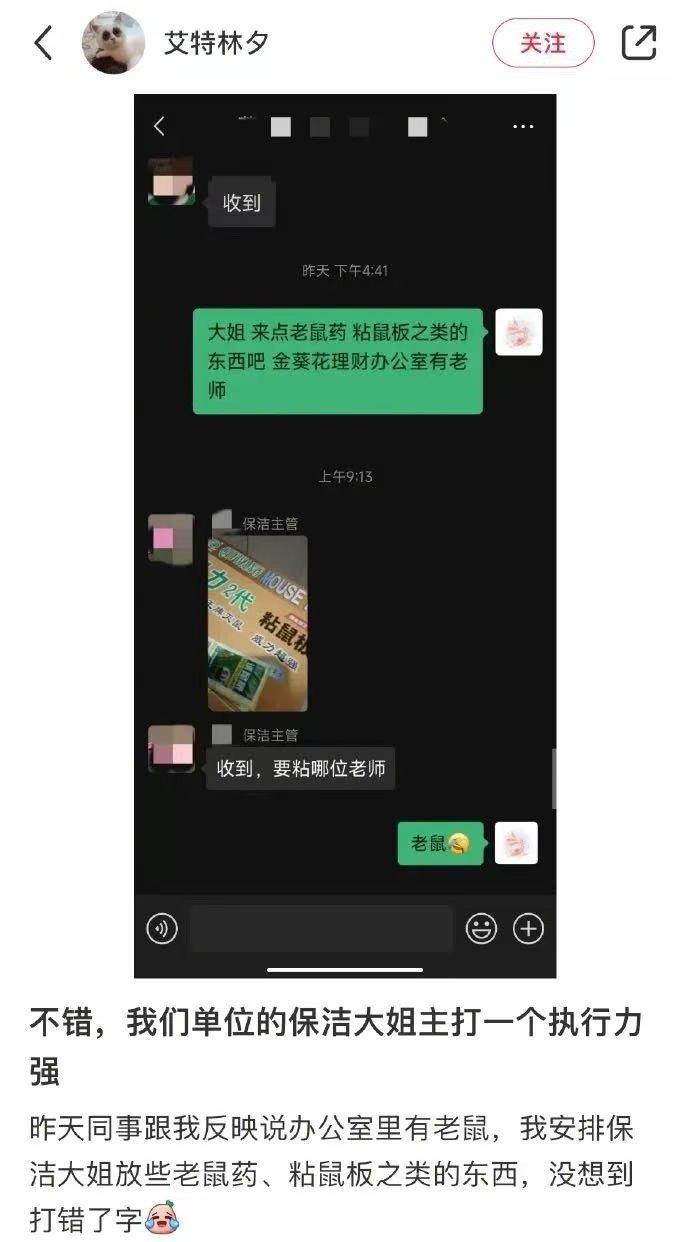 艾特林夕
关注
收到
昨天 下午4:41
大姐 来点老鼠药 粘鼠板之类的
东西吧 金葵花理财办公室有老
师
上午9:13
保洁主管
MOUSE
力2代
粘鼠板
威力超强
保洁主管
收到，要粘哪位老师
老鼠
不错，我们单位的保洁大姐主打一个执行力
强
昨天同事跟我反映说办公室里有老鼠，我安排保
洁大姐放些老鼠药、粘鼠板之类的东西，没想到
打错了字